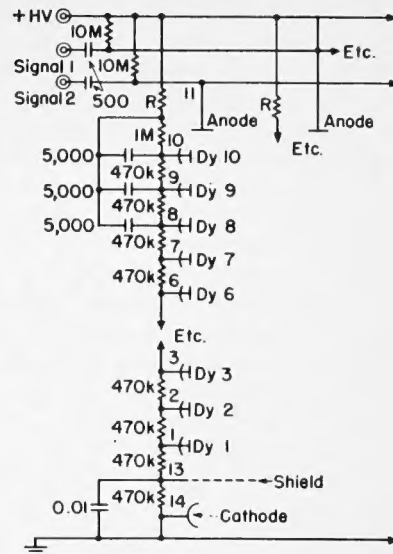 +HV
10M
Etc.
Signal 1
10M
Signal 2
500
R
11
Anode
R
Anode
Etc.
1M
10
5,000
Dy 10
470k
9
5,000
Dy 9
470k
8
5,000
Dy 8
470k
7
Dy 7
470k
6
Dy 6
Etc.
3
Dy 3
470k
2
Dy 2
470k
1
Dy 1
470k
13
Shield
470k
14
0.01
Cathode